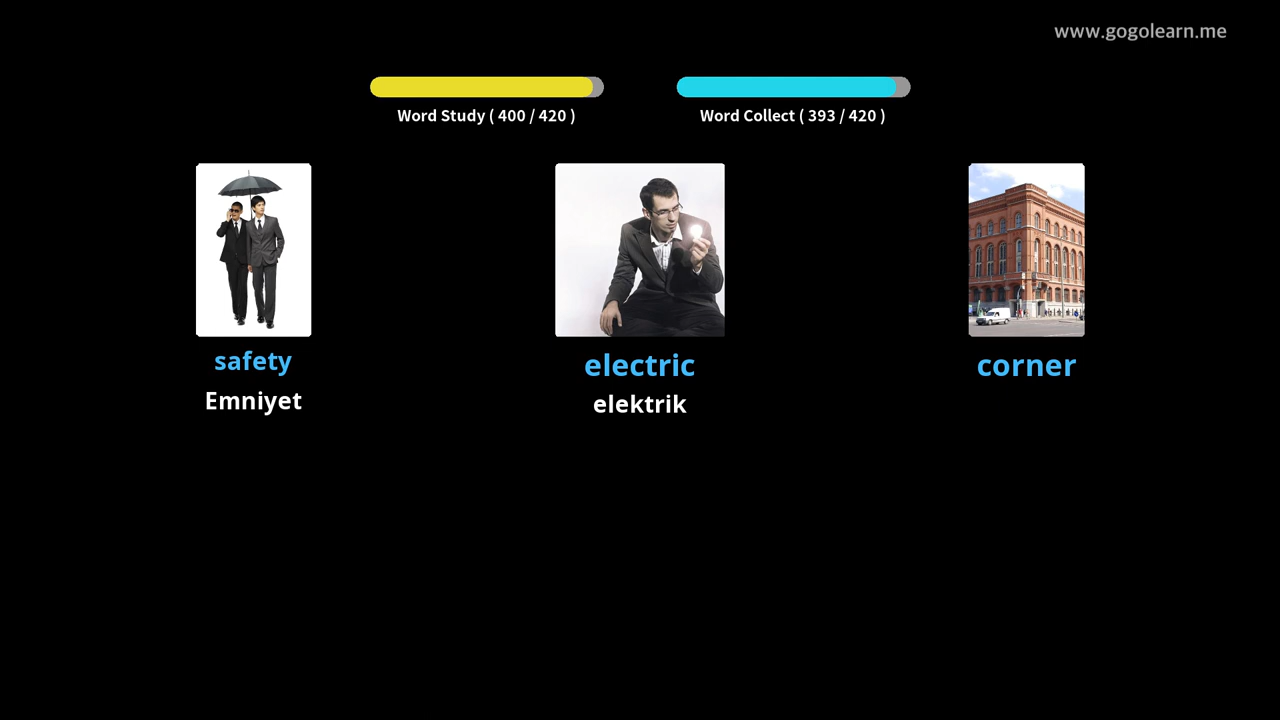 www.gogolearn.me
Word Study ( 400 / 420 )
Word Collect ( 393 / 420 )
safety
Emniyet
electric
elektrik
corner